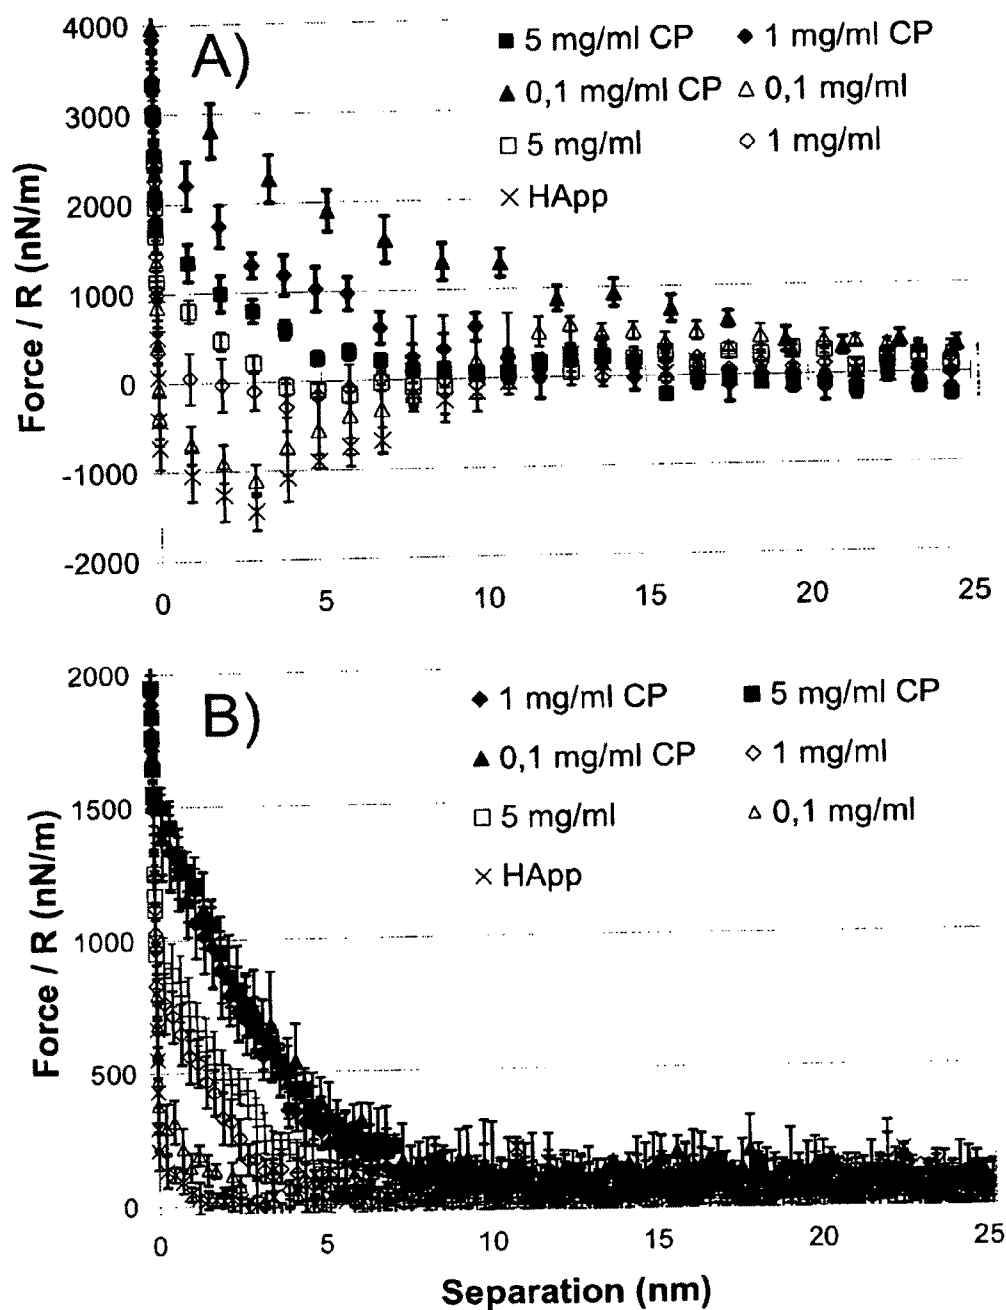 A)
■ 5 mg/ml CP ◆ 1 mg/ml CP
▲ 0,1 mg/ml CP △ 0,1 mg/ml
□ 5 mg/ml ◇ 1 mg/ml
× HApp
Force / R (nN/m)
4000
3000
2000
1000
0
-1000
-2000
0 5 10 15 20 25
B)
◆ 1 mg/ml CP ■ 5 mg/ml CP
▲ 0,1 mg/ml CP ◇ 1 mg/ml
□ 5 mg/ml △ 0,1 mg/ml
× HApp
Force / R (nN/m)
2000
1500
1000
500
0
0 5 10 15 20 25
Separation (nm)